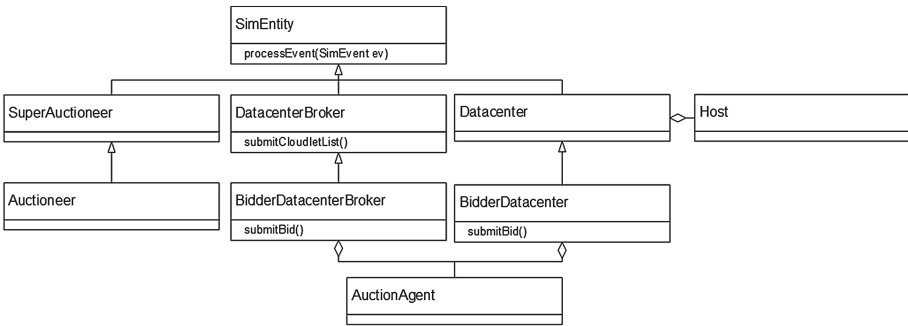 SimEntity
processEvent(SimEvent ev)
SuperAuctioneer
DatacenterBroker
submitCloudletList()
Datacenter
Host
Auctioneer
BidderDatacenterBroker
submitBid()
BidderDatacenter
submitBid()
AuctionAgent